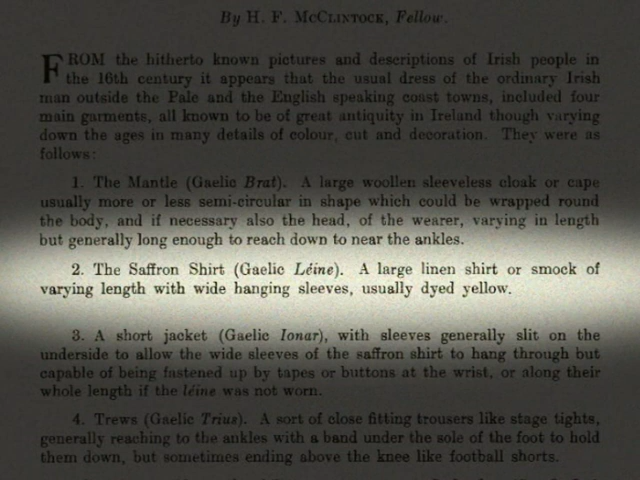 By H. F. McCLINTOCK, Fellow.
FROM the hitherto known pictures and descriptions of Irish people in
the 16th century it appears that the usual dress of the ordinary Irish
man outside the Pale and the English speaking coast towns, included four
main garments, all known to be of great antiquity in Ireland though varying
down the ages in many details of colour, cut and decoration. They were as
follows:
1. The Mantle (Gaelic Brat). A large woollen sleeveless cloak or cape
usually more or less semi-circular in shape which could be wrapped round
the body, and if necessary also the head, of the wearer, varying in length
but generally long enough to reach down to near the ankles.
2. The Saffron Shirt (Gaelic Léine). A large linen shirt or smock of
varying length with wide hanging sleeves, usually dyed yellow.
3. A short jacket (Gaelic Ionar), with sleeves generally slit on the
underside to allow the wide sleeves of the saffron shirt to hang through but
capable of being fastened up by tapes or buttons at the wrist, or along their
whole length if the léine was not worn.
4. Trews (Gaelic Trius). A sort of close fitting trousers like stage tights,
generally reaching to the ankles with a band under the sole of the foot to hold
them down, but sometimes ending above the knee like football shorts.